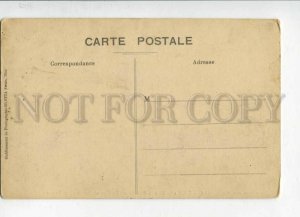 CARTE POSTALE
Correspondance
Adresse
NOT FOR COPY
M